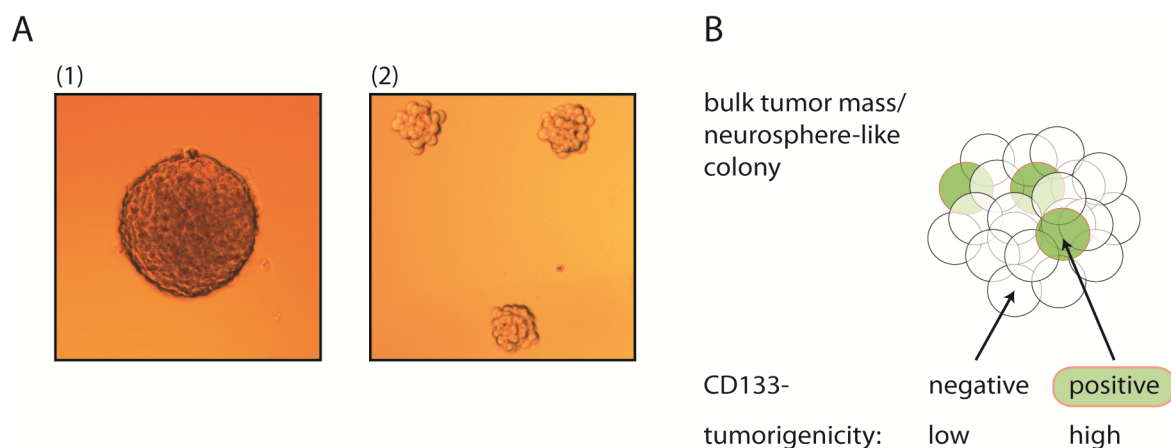 A
B
(1)
(2)
bulk tumor mass/
neurosphere-like
colony
CD133- negative positive
tumorigenicity: low high